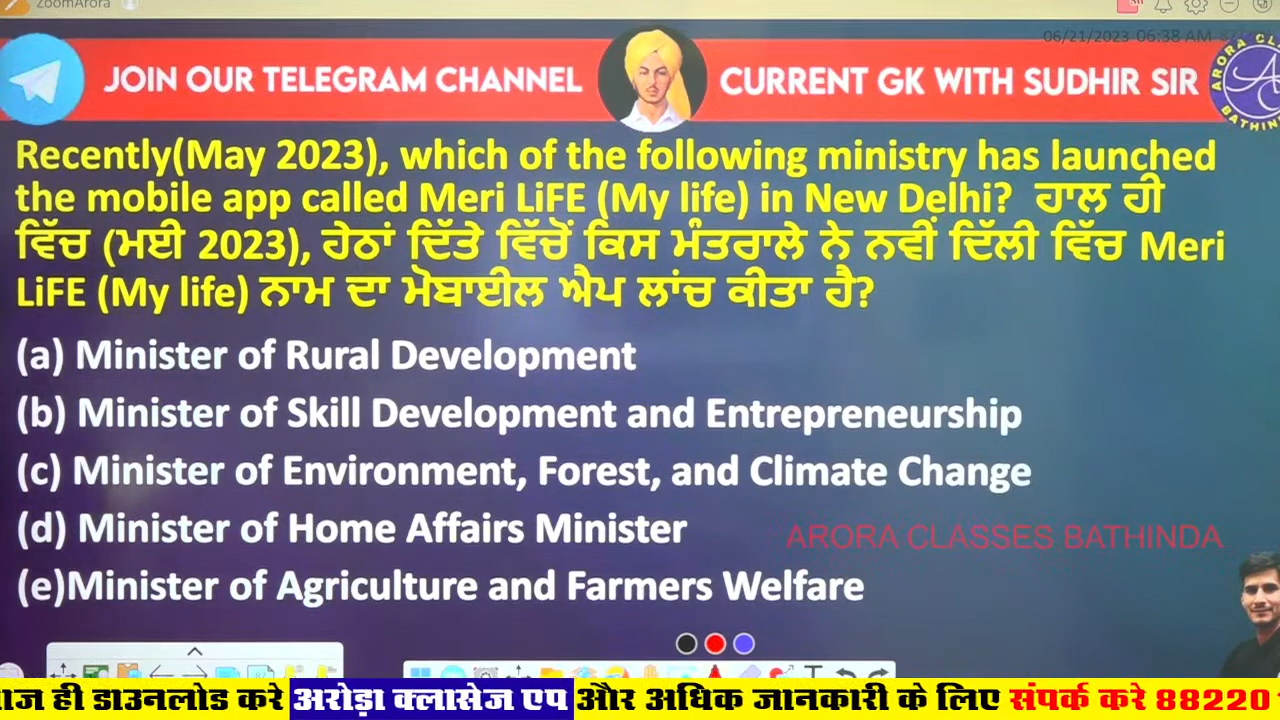 ZoomArora
06/21/2023 06:38 AM
JOIN OUR TELEGRAM CHANNEL
CURRENT GK WITH SUDHIR SIR
Recently(May 2023), which of the following ministry has launched
the mobile app called Meri LiFE (My life) in New Delhi? ਹਾਲ ਹੀ
ਵਿੱਚ (ਮਈ 2023), ਹੇਠਾਂ ਦਿੱਤੇ ਵਿੱਚੋਂ ਕਿਸ ਮੰਤਰਾਲੇ ਨੇ ਨਵੀਂ ਦਿੱਲੀ ਵਿੱਚ Meri
LiFE (My life) ਨਾਮ ਦਾ ਮੋਬਾਈਲ ਐਪ ਲਾਂਚ ਕੀਤਾ ਹੈ?
(a) Minister of Rural Development
(b) Minister of Skill Development and Entrepreneurship
(c) Minister of Environment, Forest, and Climate Change
(d) Minister of Home Affairs Minister
ARORA CLASSES BATHINDA
(e)Minister of Agriculture and Farmers Welfare
ही डाउनलोड करे अरोड़ा क्लासेज एप और अधिक जानकारी के लिए संपर्क करे 88220